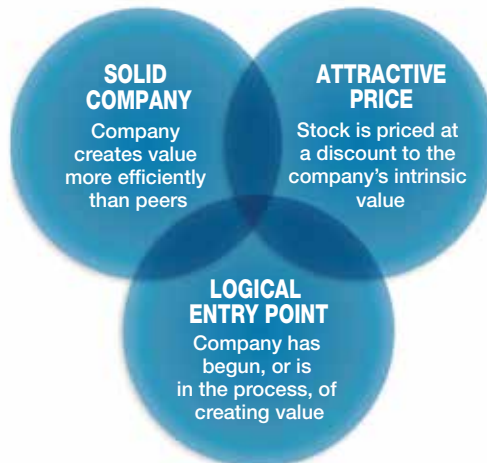 SOLID
COMPANY
Company
creates value
more efficiently
than peers
ATTRACTIVE
PRICE
Stock is priced at
a discount to the
company's intrinsic
value
LOGICAL
ENTRY POINT
Company has
begun, or is
in the process, of
creating value